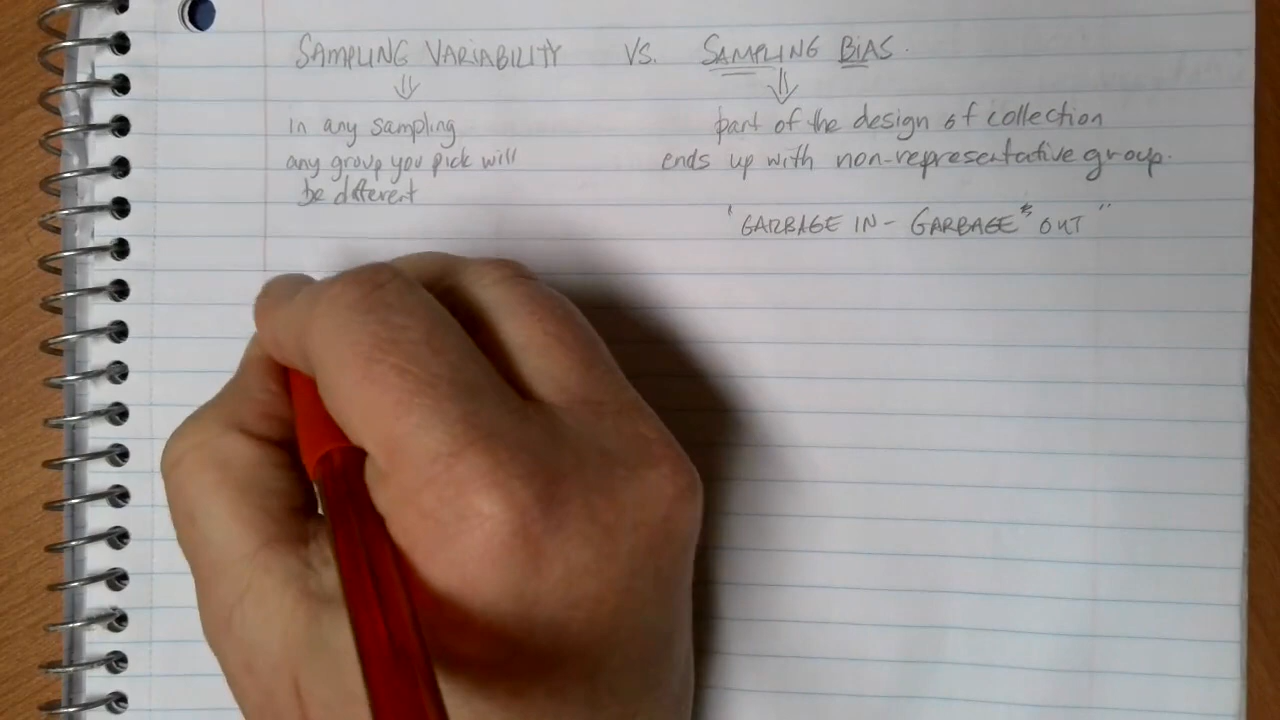 SAMPLING VARIABILITY VS. SAMPLING BIAS.
in any sampling
any group you pick will
be different
part of the design of collection
ends up with non-representative group.
"GARBAGE IN - GARBAGE OUT"